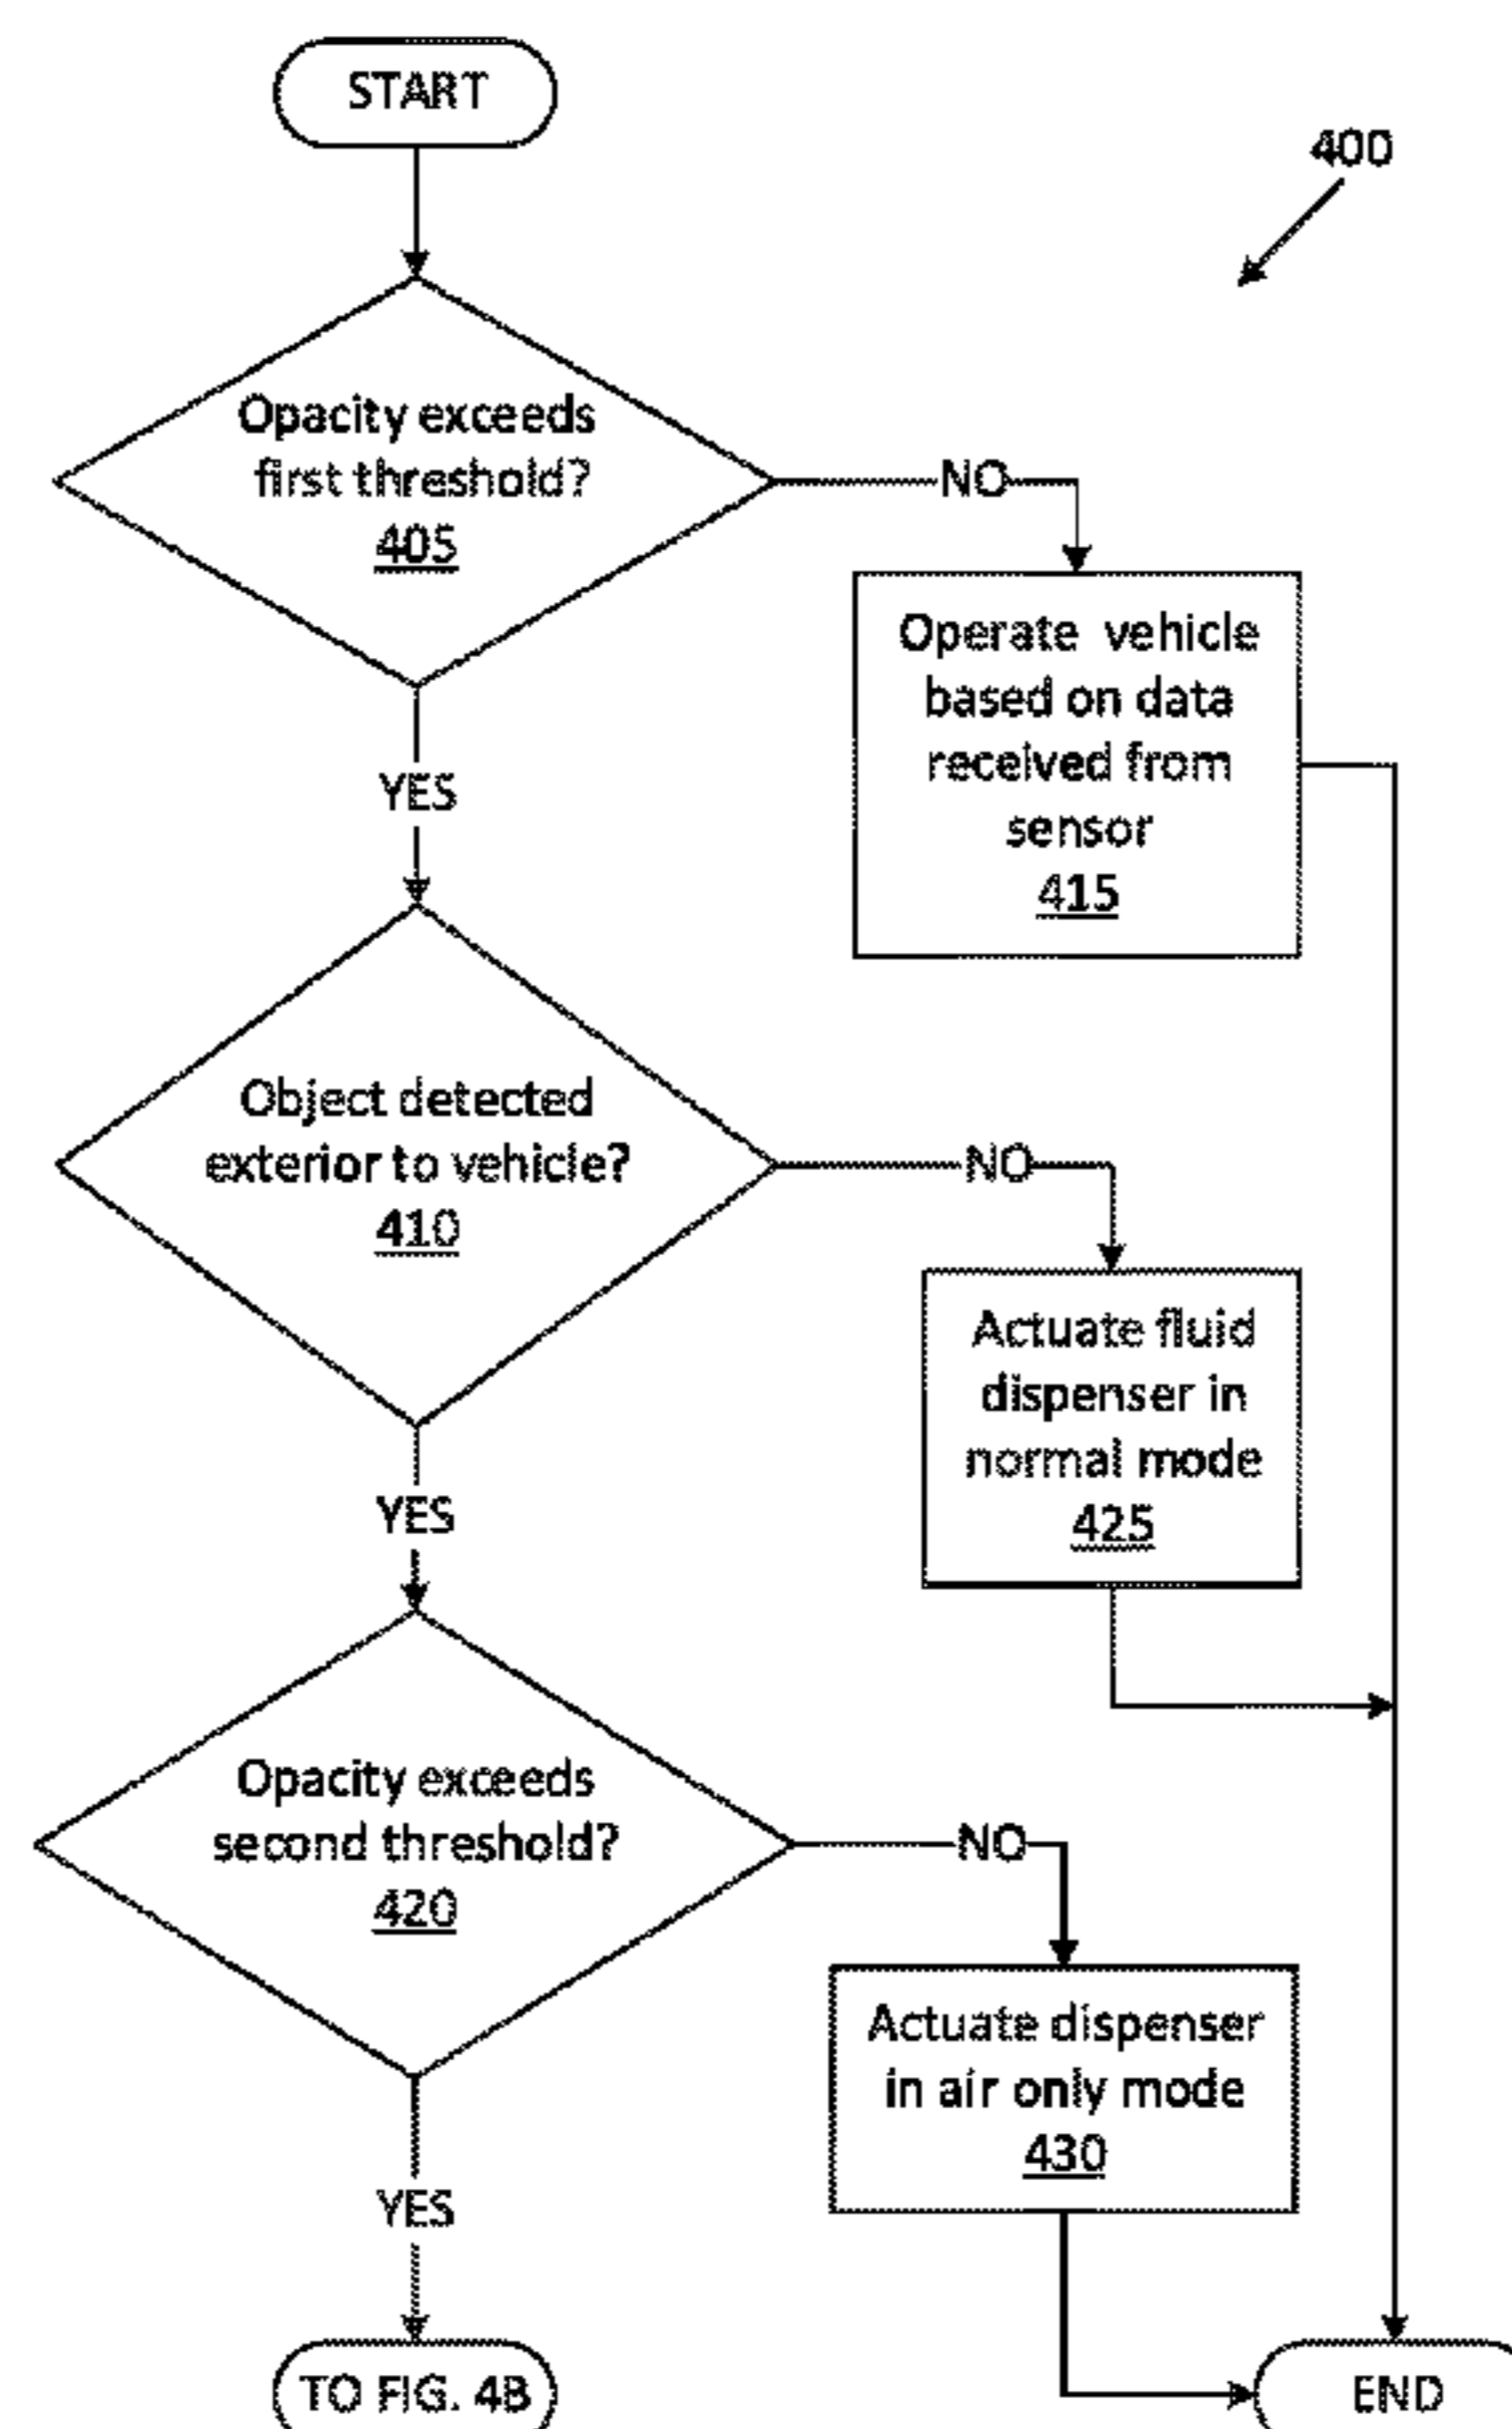 START
400
Opacity exceeds
first threshold?
405
NO
Operate vehicle
based on data
received from
sensor
415
YES
Object detected
exterior to vehicle?
410
NO
Actuate fluid
dispenser in
normal mode
425
YES
Opacity exceeds
second threshold?
420
NO
Actuate dispenser
in air only mode
430
YES
TO FIG. 4B
END